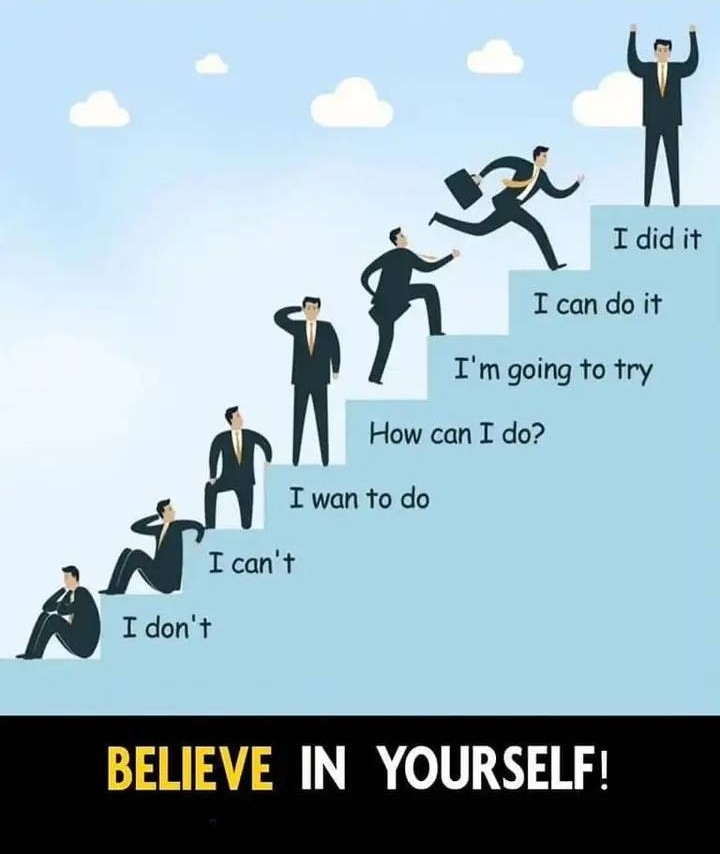 I did it
I can do it
I'm going to try
How can I do?
I wan to do
I can't
I don't
BELIEVE IN YOURSELF!